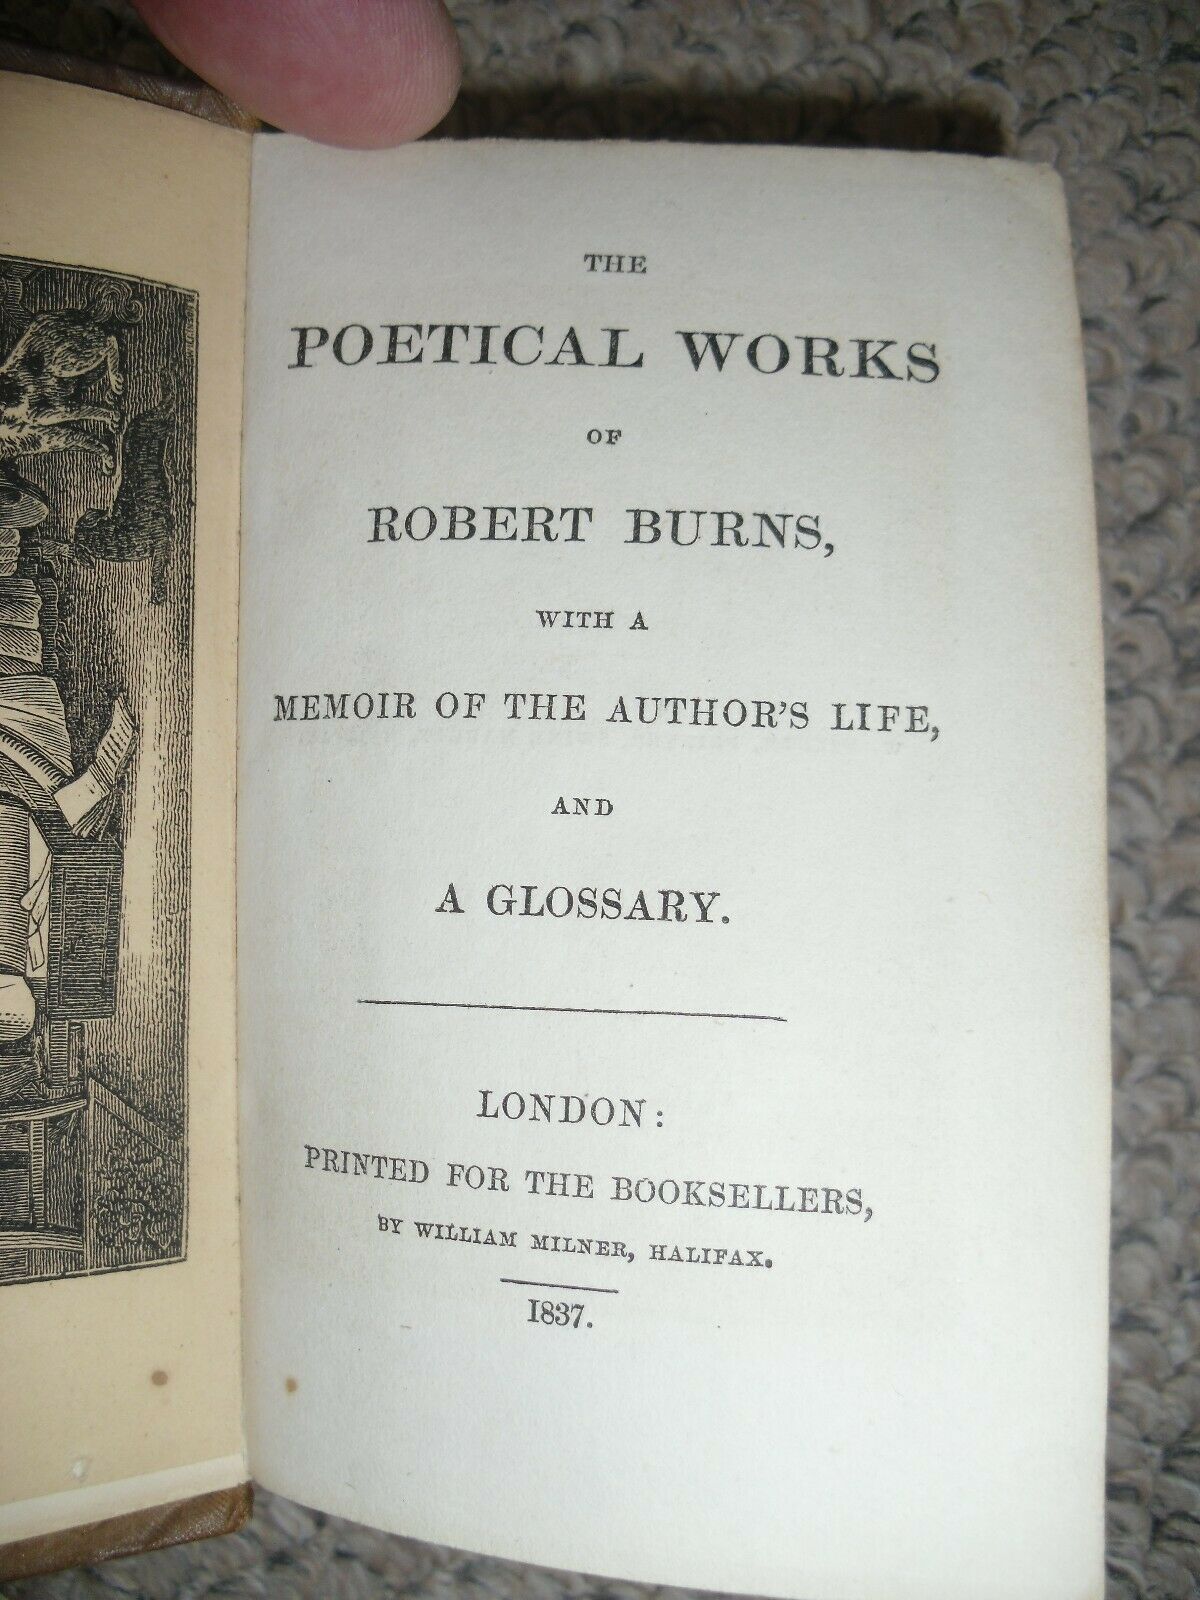 THE
POETICAL WORKS
OF
ROBERT BURNS,
WITH A
MEMOIR OF THE AUTHOR'S LIFE,
AND
A GLOSSARY.
LONDON:
PRINTED FOR THE BOOKSELLERS,
BY WILLIAM MILNER, HALIFAX.
1837.